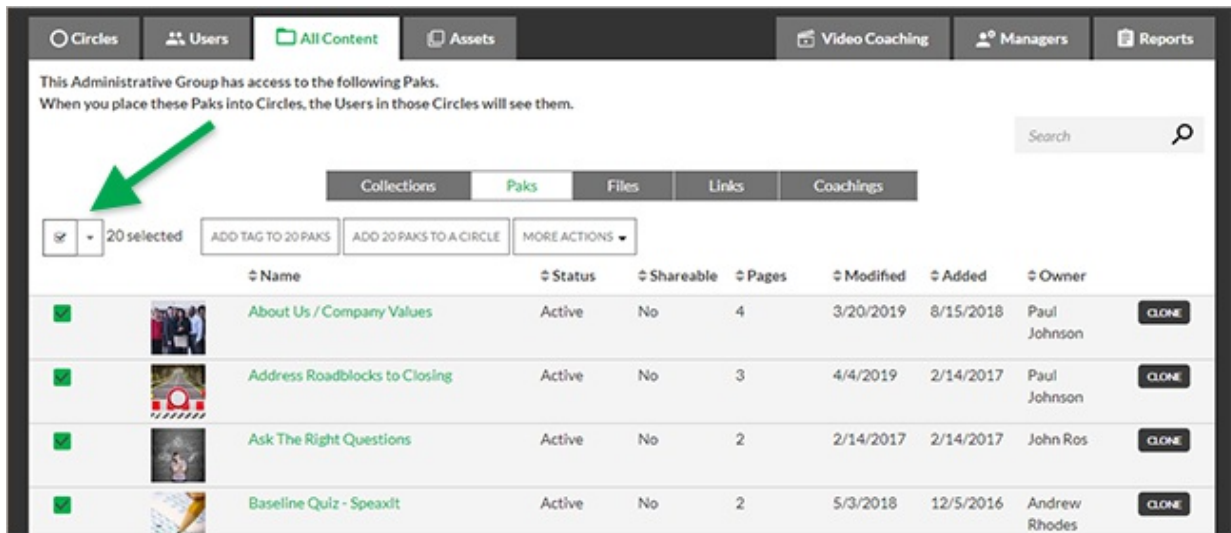 Circles Users All Content Assets Video Coaching Managers Reports
This Administrative Group has access to the following Paks.
When you place these Paks into Circles, the Users in those Circles will see them.
Search
Collections Paks Files Links Coachings
20 selected ADD TAG TO 20 PAKS ADD 20 PAKS TO A CIRCLE MORE ACTIONS
Name Status Shareable Pages Modified Added Owner
About Us / Company Values Active No 4 3/20/2019 8/15/2018 Paul Johnson CLONE
Address Roadblocks to Closing Active No 3 4/4/2019 2/14/2017 Paul Johnson CLONE
Ask The Right Questions Active No 2 2/14/2017 2/14/2017 John Ros CLONE
Baseline Quiz - SpeaxIt Active No 2 5/3/2018 12/5/2016 Andrew Rhodes CLONE